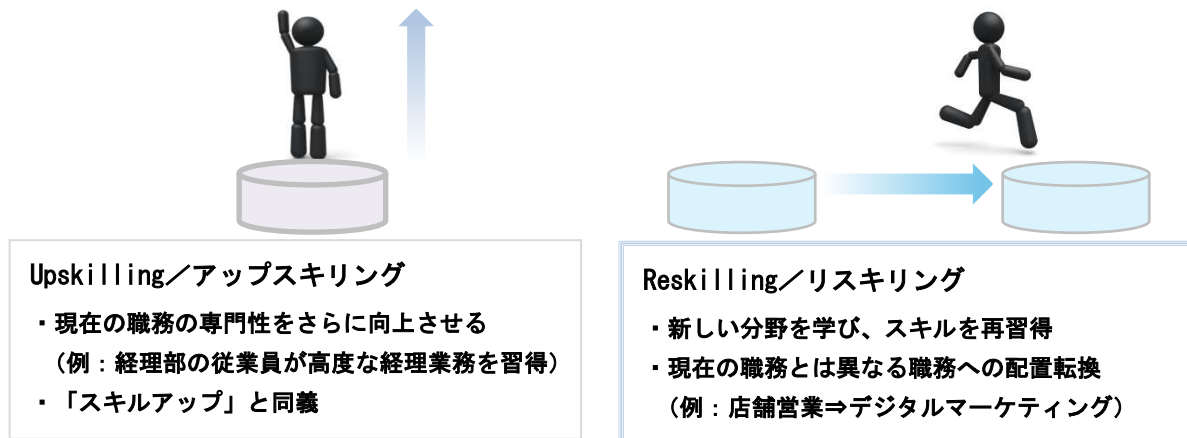 Upskilling／アップスキリング
・現在の職務の専門性をさらに向上させる
（例：経理部の従業員が高度な経理業務を習得）
・「スキルアップ」と同義
Reskilling／リスキリング
・新しい分野を学び、スキルを再習得
・現在の職務とは異なる職務への配置転換
（例：店舗営業⇒デジタルマーケティング）